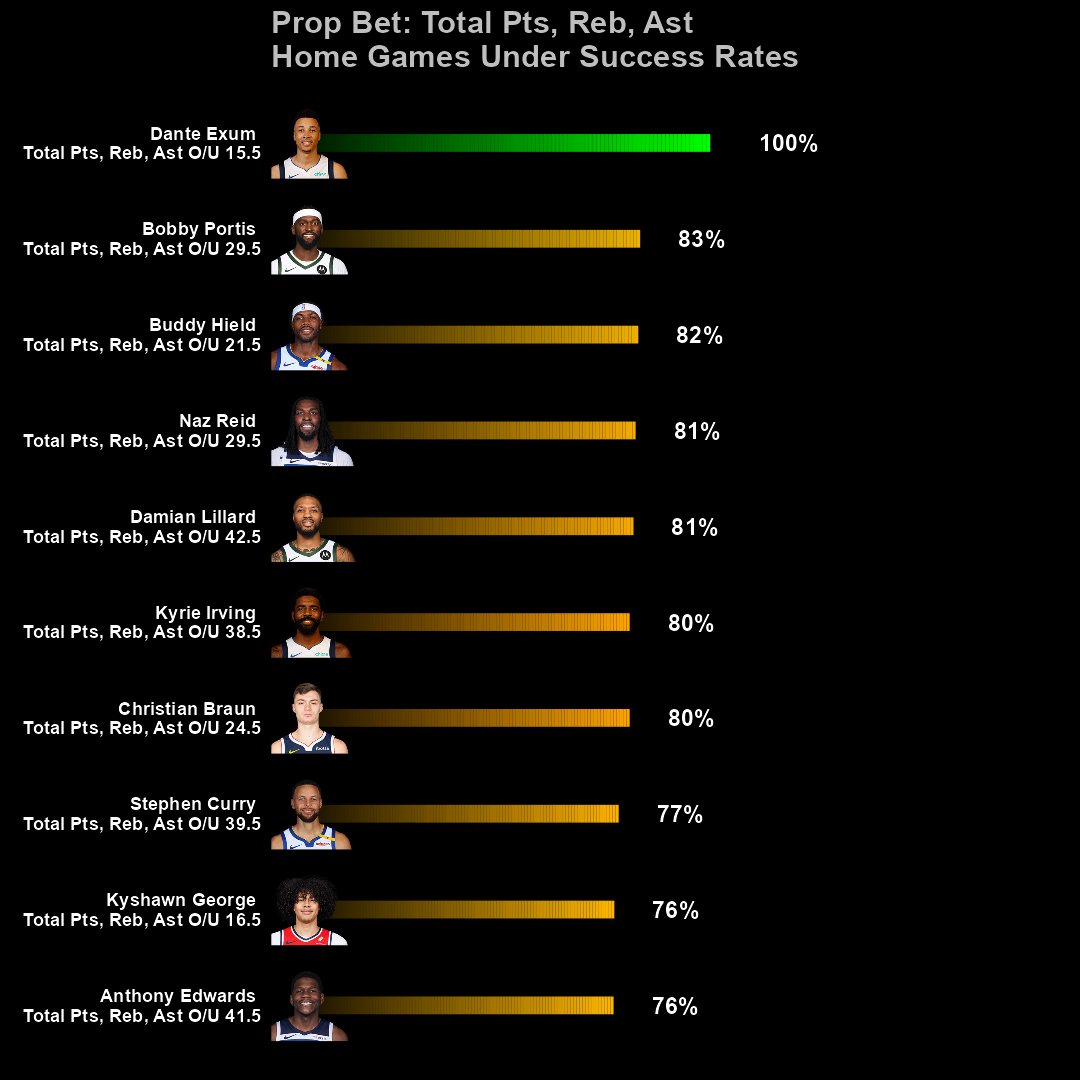 Prop Bet: Total Pts, Reb, Ast
Home Games Under Success Rates
Dante Exum
Total Pts, Reb, Ast O/U 15.5
100%
Bobby Portis
Total Pts, Reb, Ast O/U 29.5
83%
Buddy Hield
Total Pts, Reb, Ast O/U 21.5
82%
Naz Reid
Total Pts, Reb, Ast O/U 29.5
81%
Damian Lillard
Total Pts, Reb, Ast O/U 42.5
81%
Kyrie Irving
Total Pts, Reb, Ast O/U 38.5
80%
Christian Braun
Total Pts, Reb, Ast O/U 24.5
80%
Stephen Curry
Total Pts, Reb, Ast O/U 39.5
77%
Kyshawn George
Total Pts, Reb, Ast O/U 16.5
76%
Anthony Edwards
Total Pts, Reb, Ast O/U 41.5
76%